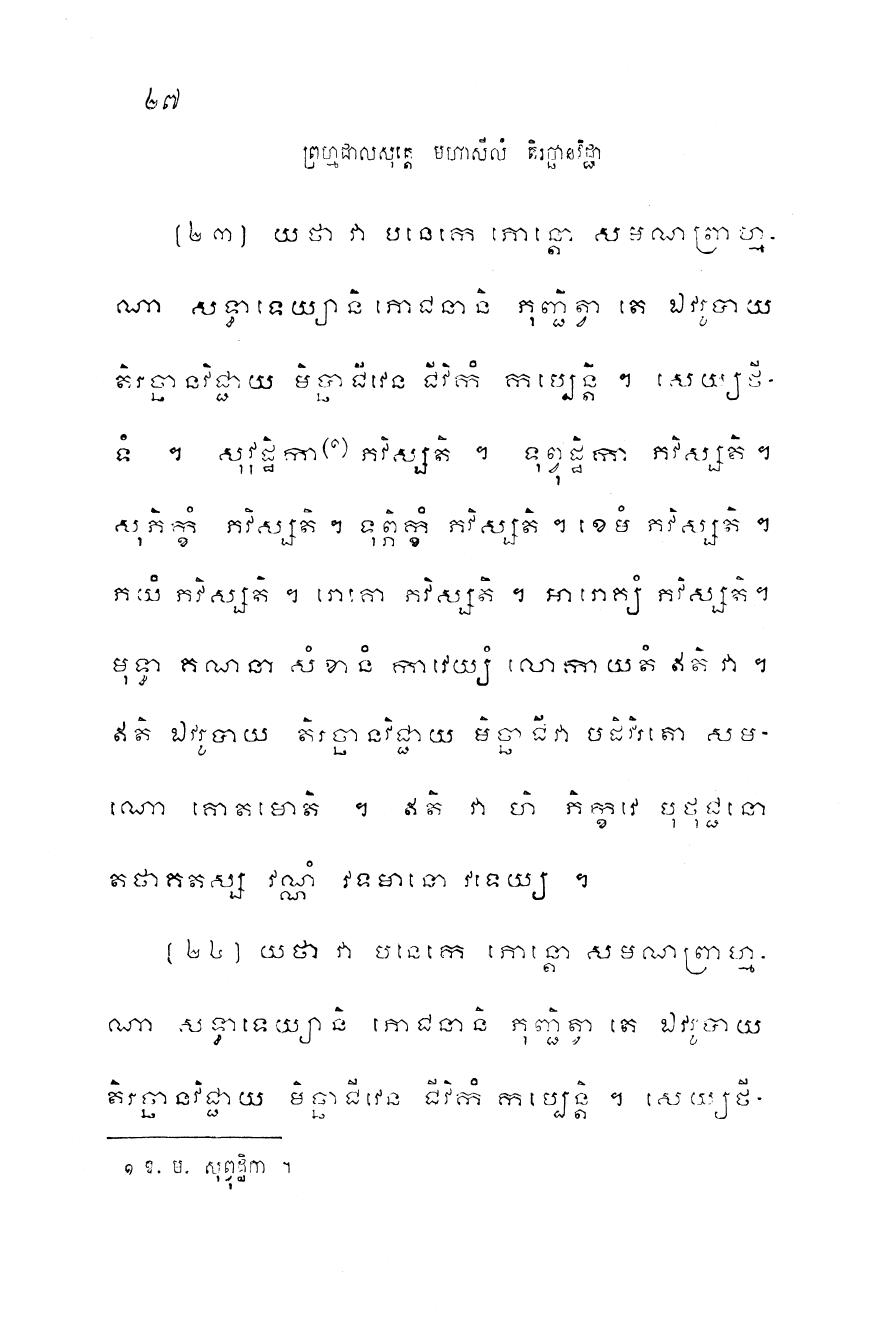 ២៧
ព្រហ្មជាលសុត្តេ មហាសីលំ តិរច្ឆានវិជ្ជា
[២៣] យថា វា បនេកេ ភោន្តោ សមណព្រាហ្ម-
ណា សទ្ធាទេយ្យានិ ភោជនានិ ភុញ្ជិត្វា តេ ឯវរូបាយ
តិរច្ឆានវិជ្ជាយ មិច្ឆាជីវេន ជីវិកំ កប្បេន្តិ ។ សេយ្យថី-
ទំ ។ សុវុដ្ឋិកា(១) ភវិស្សតិ ។ ទុព្វុដ្ឋិកា ភវិស្សតិ ។
សុភិក្ខំ ភវិស្សតិ ។ ទុព្ភិក្ខំ ភវិស្សតិ ។ ខេមំ ភវិស្សតិ ។
ភយំ ភវិស្សតិ ។ រោគោ ភវិស្សតិ ។ អារោគ្យំ ភវិស្សតិ ។
មុទ្ធា គណនា សំខានំ កាវេយ្យំ លោកាយតំ ឥតិ វា ។
ឥតិ ឯវរូបាយ តិរច្ឆានវិជ្ជាយ មិច្ឆាជីវា បដិវិរតោ សម-
ណោ គោតមោតិ ។ ឥតិ វា ហិ ភិក្ខវេ បុថុជ្ជនោ
តថាគតស្ស វណ្ណំ វទមានោ វទេយ្យ ។
[២៤] យថា វា បនេកេ ភោន្តោ សមណព្រាហ្ម-
ណា សទ្ធាទេយ្យានិ ភោជនានិ ភុញ្ជិត្វា តេ ឯវរូបាយ
តិរច្ឆានវិជ្ជាយ មិច្ឆាជីវេន ជីវិកំ កប្បេន្តិ ។ សេយ្យថី-
១ ឱ. ម. សុព្វុដ្ឋិកា ។